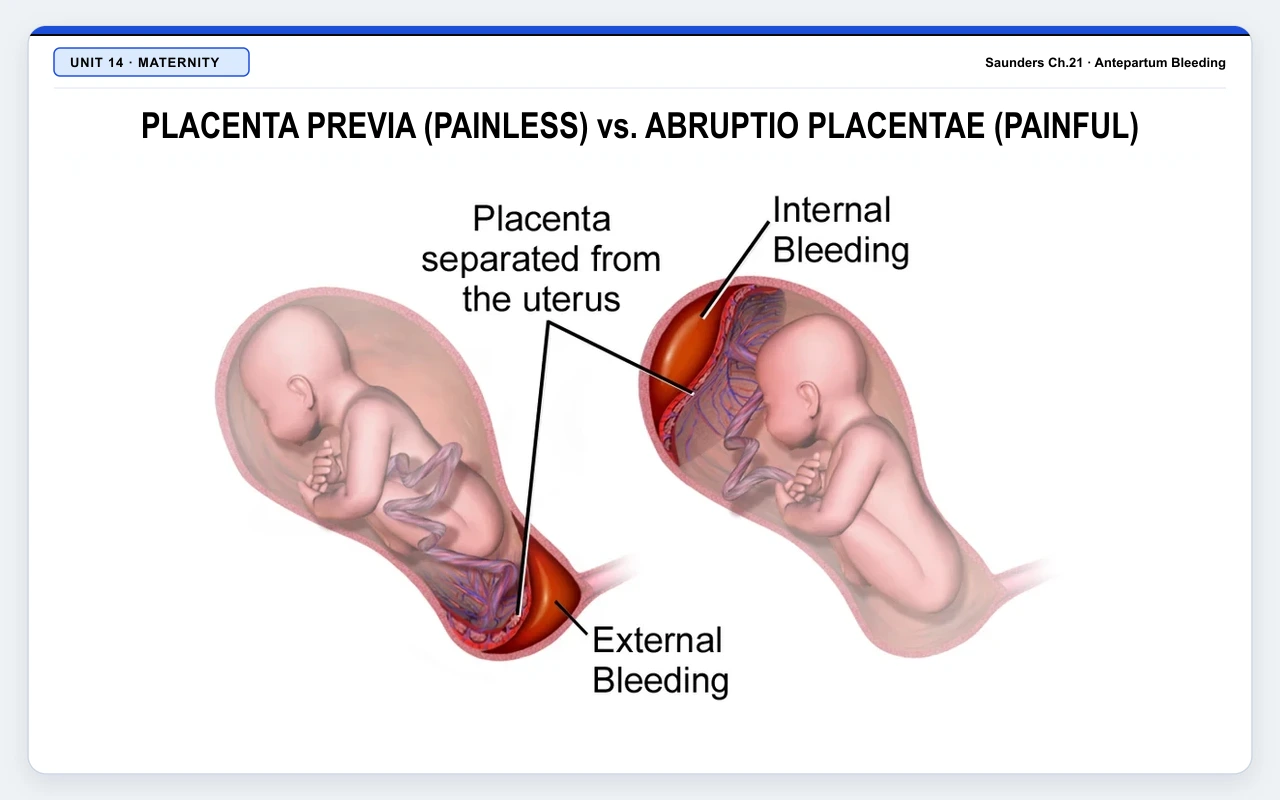 UNIT 14 · MATERNITY
Saunders Ch.21 · Antepartum Bleeding
PLACENTA PREVIA (PAINLESS) vs. ABRUPTIO PLACENTAE (PAINFUL)
Placenta
separated from
the uterus
Internal
Bleeding
External
Bleeding